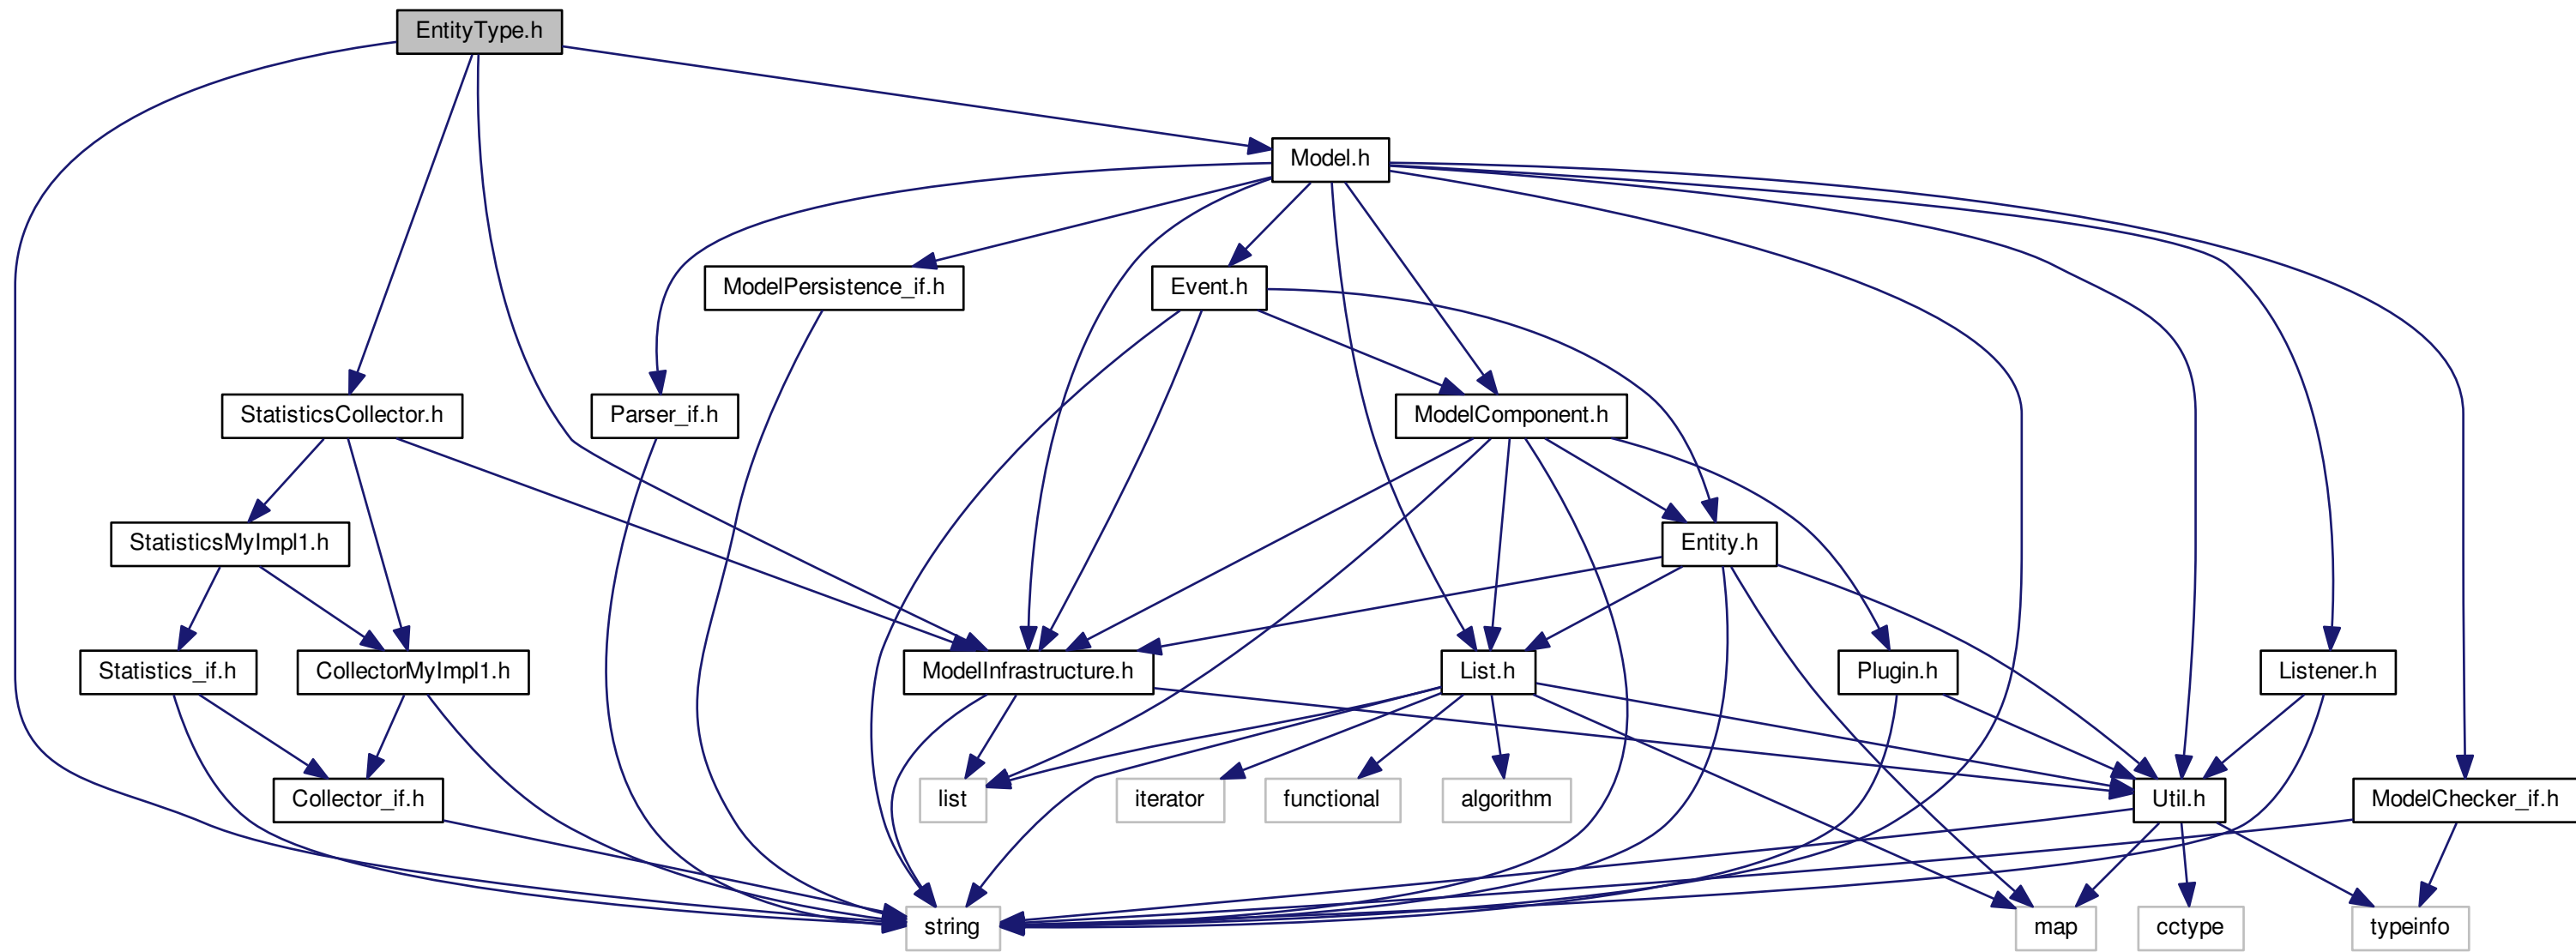 EntityType.h
Model.h
ModelPersistence_if.h
Event.h
StatisticsCollector.h
Parser_if.h
ModelComponent.h
StatisticsMyImpl1.h
Entity.h
Statistics_if.h
CollectorMyImpl1.h
ModelInfrastructure.h
List.h
Plugin.h
Listener.h
Collector_if.h
list
iterator
functional
algorithm
Util.h
ModelChecker_if.h
string
map
cctype
typeinfo